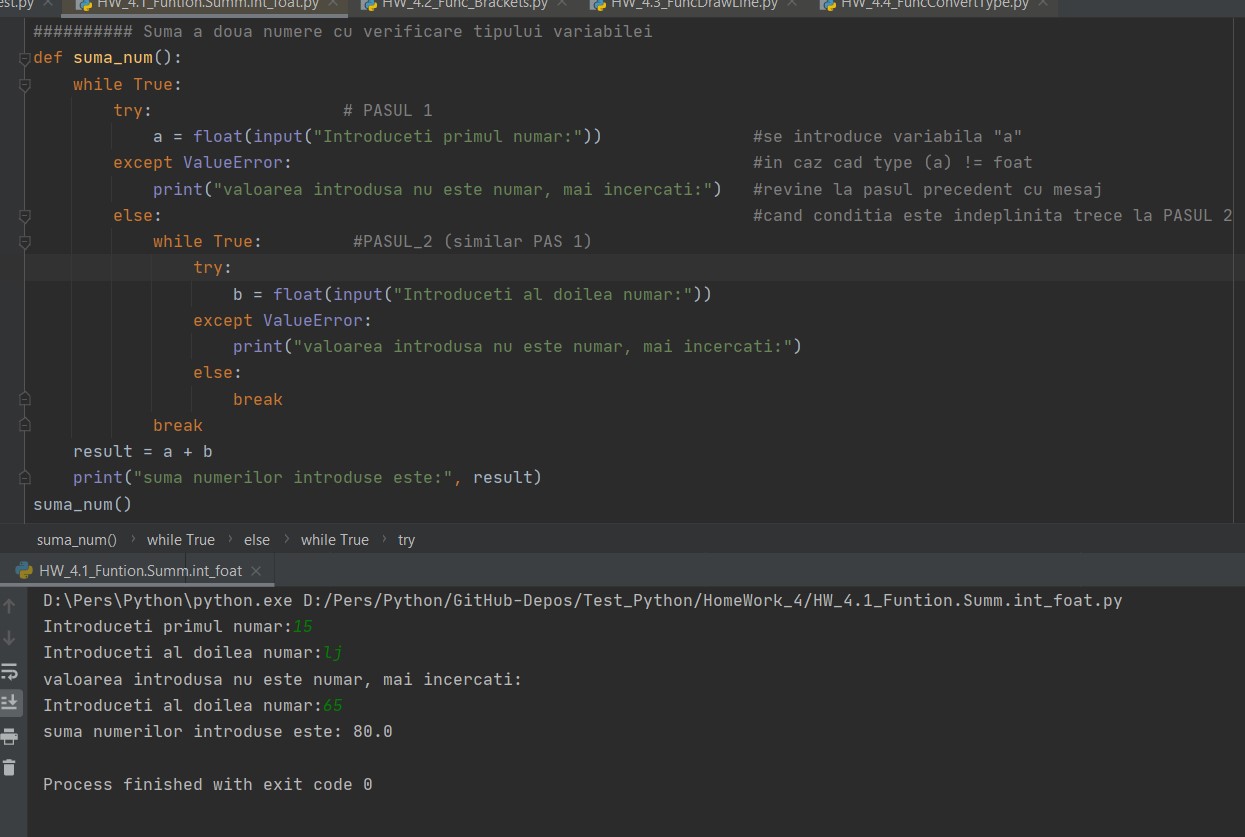 est.py HW_4.1_Funtion.Summ.int_foat.py HW_4.2_Func_Brackets.py HW_4.3_FuncDrawLine.py HW_4.4_FuncConvertType.py
########## Suma a doua numere cu verificare tipului variabilei
def suma_num():
while True:
try: # PASUL 1
a = float(input("Introduceti primul numar:")) #se introduce variabila "a"
except ValueError: #in caz cad type (a) != foat
print("valoarea introdusa nu este numar, mai incercati:") #revine la pasul precedent cu mesaj
else: #cand conditia este indeplinita trece la PASUL 2
while True: #PASUL_2 (similar PAS 1)
try:
b = float(input("Introduceti al doilea numar:"))
except ValueError:
print("valoarea introdusa nu este numar, mai incercati:")
else:
break
break
result = a + b
print("suma numerilor introduse este:", result)
suma_num()
suma_num() › while True › else › while True › try
HW_4.1_Funtion.Summ.int_foat
D:\Pers\Python\python.exe D:/Pers/Python/GitHub-Depos/Test_Python/HomeWork_4/HW_4.1_Funtion.Summ.int_foat.py
Introduceti primul numar:15
Introduceti al doilea numar:lj
valoarea introdusa nu este numar, mai incercati:
Introduceti al doilea numar:65
suma numerilor introduse este: 80.0
Process finished with exit code 0